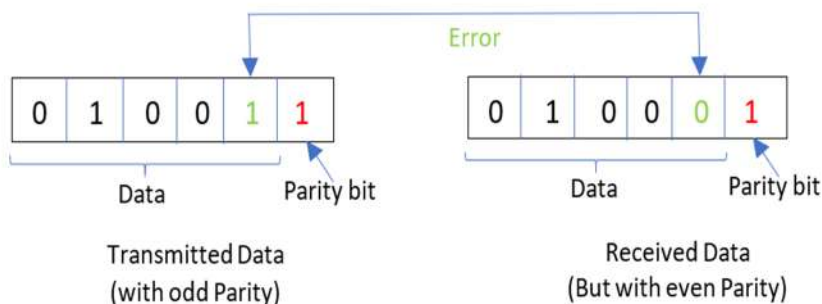 Error
0 1 0 0 1 1
0 1 0 0 0 1
Data
Parity bit
Data
Parity bit
Transmitted Data
(with odd Parity)
Received Data
(But with even Parity)